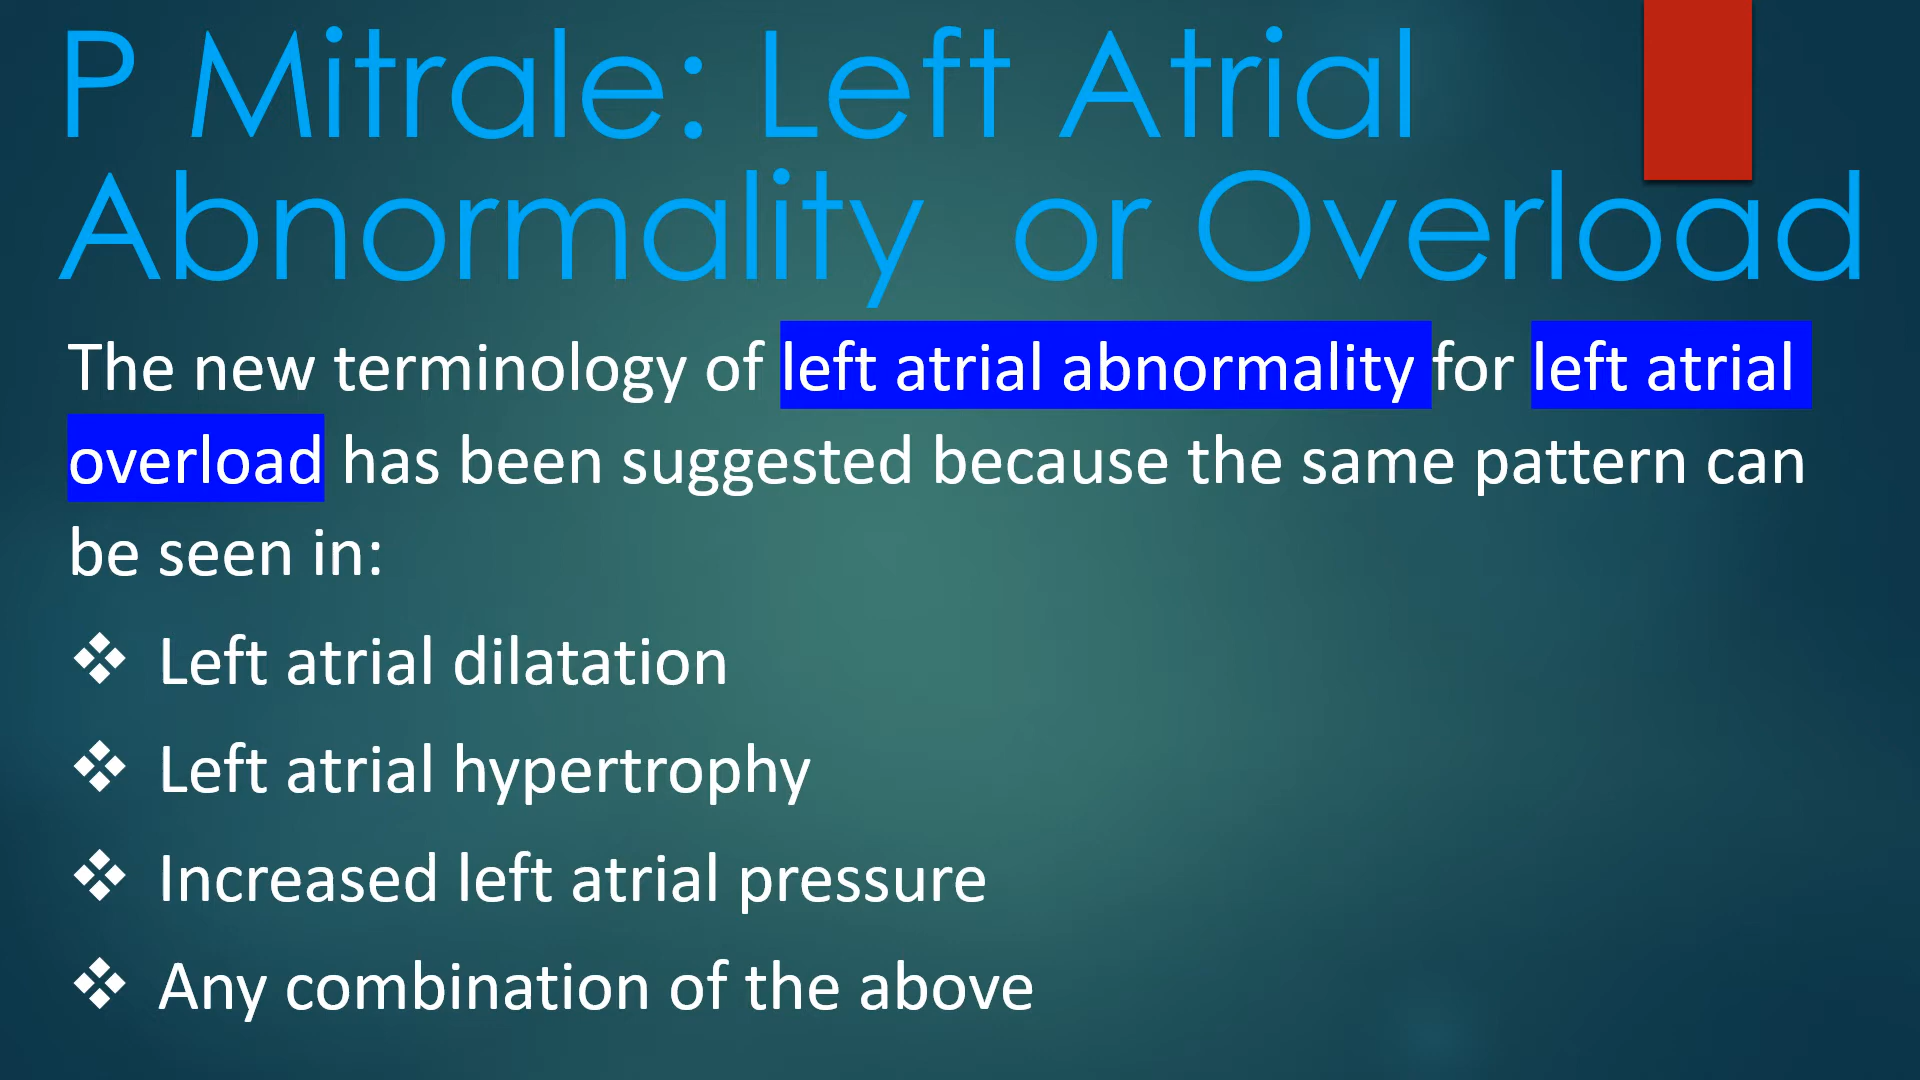 P Mitrale: Left Atrial
Abnormality or Overload
The new terminology of left atrial abnormality for left atrial
overload has been suggested because the same pattern can
be seen in:
❖ Left atrial dilatation
❖ Left atrial hypertrophy
❖ Increased left atrial pressure
❖ Any combination of the above